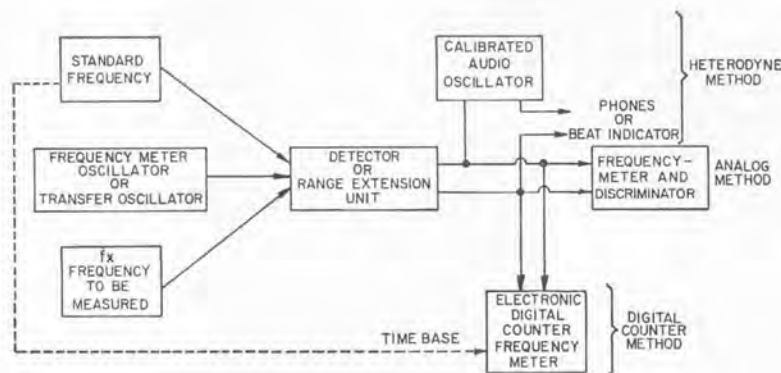 STANDARD
FREQUENCY
CALIBRATED
AUDIO
OSCILLATOR
HETERODYNE
METHOD
PHONES
OR
BEAT INDICATOR
FREQUENCY METER
OSCILLATOR
OR
TRANSFER OSCILLATOR
DETECTOR
OR
RANGE EXTENSION
UNIT
FREQUENCY-
METER AND
DISCRIMINATOR
ANALOG
METHOD
fx
FREQUENCY
TO BE
MEASURED
ELECTRONIC
DIGITAL
COUNTER
FREQUENCY
METER
DIGITAL
COUNTER
METHOD
TIME BASE